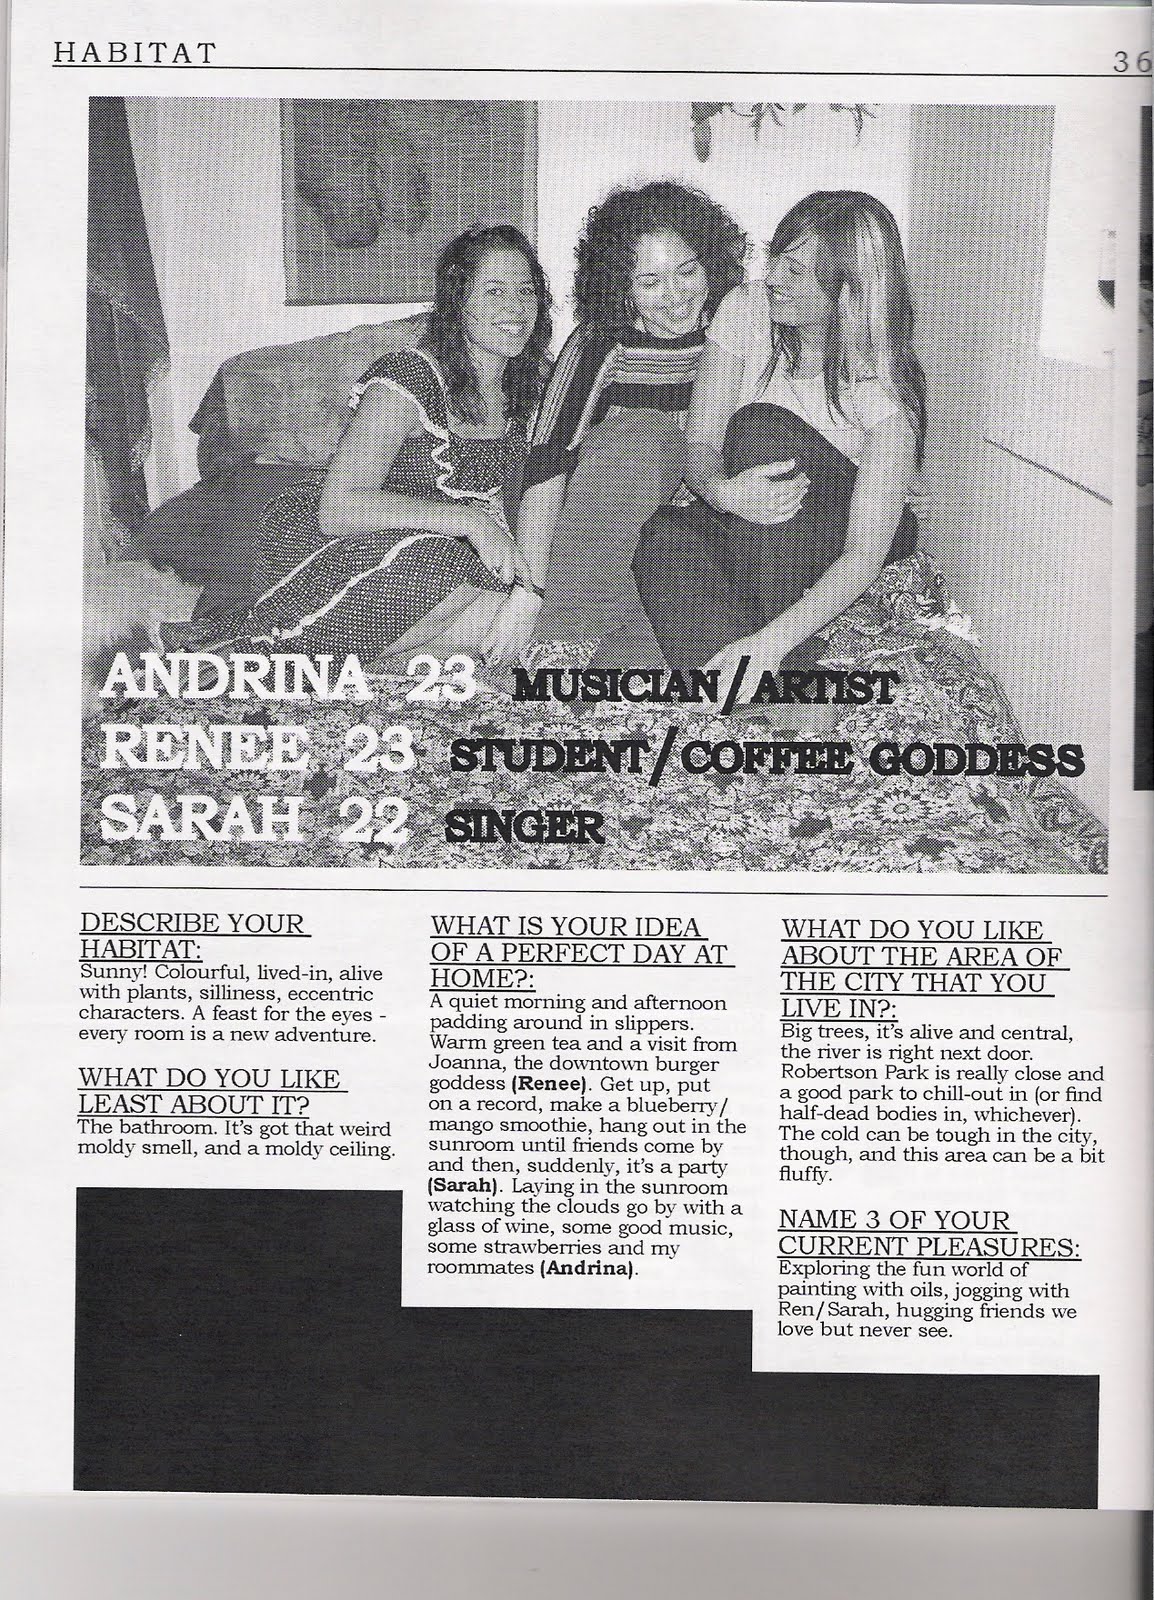 HABITAT
36
ANDRINA 23 MUSICIAN/ARTIST
RENEE 23 STUDENT/COFFEE GODDESS
SARAH 22 SINGER
DESCRIBE YOUR
HABITAT:
Sunny! Colourful, lived-in, alive
with plants, silliness, eccentric
characters. A feast for the eyes -
every room is a new adventure.
WHAT DO YOU LIKE
LEAST ABOUT IT?
The bathroom. It's got that weird
moldy smell, and a moldy ceiling.
WHAT IS YOUR IDEA
OF A PERFECT DAY AT
HOME?:
A quiet morning and afternoon
padding around in slippers.
Warm green tea and a visit from
Joanna, the downtown burger
goddess (Renee). Get up, put
on a record, make a blueberry/
mango smoothie, hang out in the
sunroom until friends come by
and then, suddenly, it's a party
(Sarah). Laying in the sunroom
watching the clouds go by with a
glass of wine, some good music,
some strawberries and my
roommates (Andrina).
WHAT DO YOU LIKE
ABOUT THE AREA OF
THE CITY THAT YOU
LIVE IN?:
Big trees, it's alive and central,
the river is right next door.
Robertson Park is really close and
a good park to chill-out in (or find
half-dead bodies in, whichever).
The cold can be tough in the city,
though, and this area can be a bit
fluffy.
NAME 3 OF YOUR
CURRENT PLEASURES:
Exploring the fun world of
painting with oils, jogging with
Ren/Sarah, hugging friends we
love but never see.